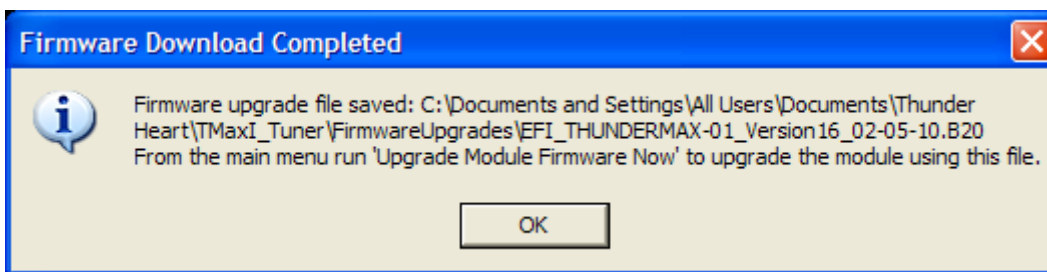 Firmware Download Completed
Firmware upgrade file saved: C:\Documents and Settings\All Users\Documents\Thunder
Heart\TMaxI_Tuner\FirmwareUpgrades\EFI_THUNDERMAX-01_Version16_02-05-10.B20
From the main menu run 'Upgrade Module Firmware Now' to upgrade the module using this file.
OK